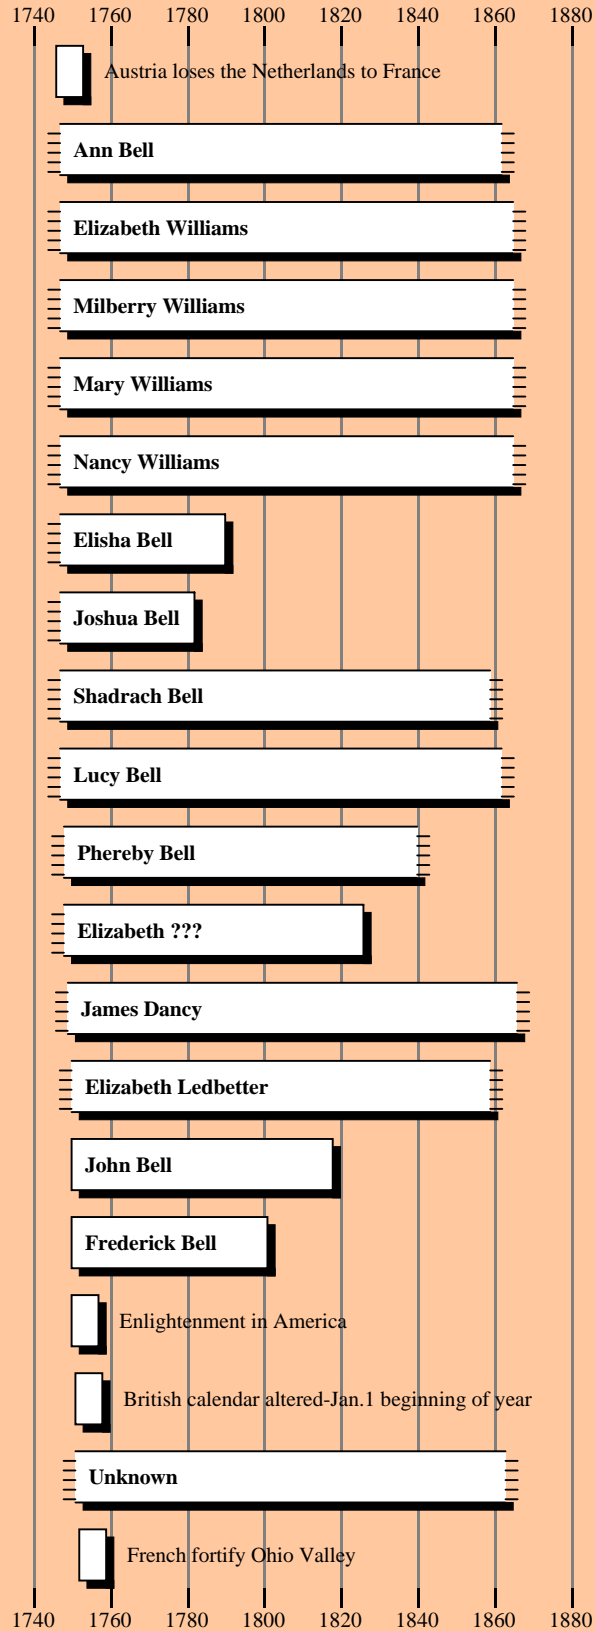 1740 1760 1780 1800 1820 1840 1860 1880
Austria loses the Netherlands to France
Ann Bell
Elizabeth Williams
Milberry Williams
Mary Williams
Nancy Williams
Elisha Bell
Joshua Bell
Shadrach Bell
Lucy Bell
Phereby Bell
Elizabeth ???
James Dancy
Elizabeth Ledbetter
John Bell
Frederick Bell
Enlightenment in America
British calendar altered-Jan.1 beginning of year
Unknown
French fortify Ohio Valley
1740 1760 1780 1800 1820 1840 1860 1880